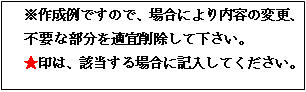 ※作成例ですので、場合により内容の変更、
不要な部分を適宜削除して下さい。
★印は、該当する場合に記入してください。